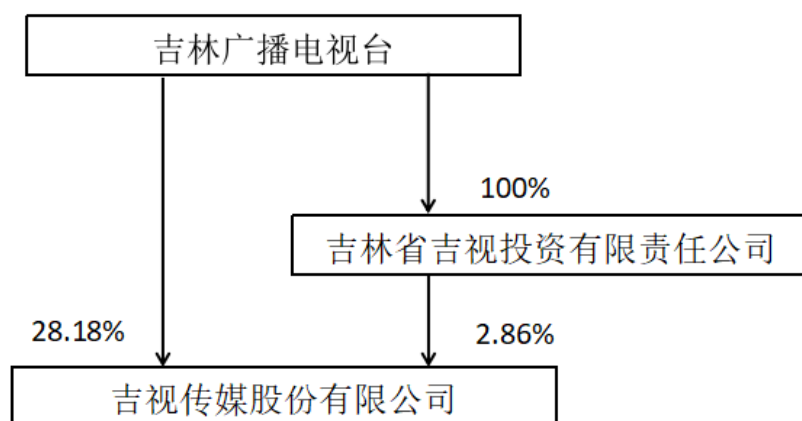 吉林广播电视台
100%
吉林省吉视投资有限责任公司
28.18%
2.86%
吉视传媒股份有限公司